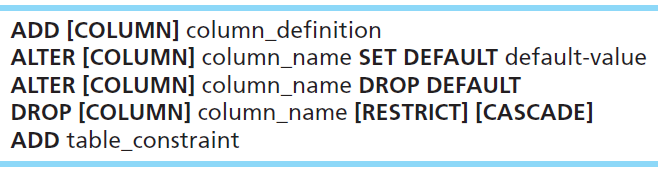 ADD [COLUMN] column_definition
ALTER [COLUMN] column_name SET DEFAULT default-value
ALTER [COLUMN] column_name DROP DEFAULT
DROP [COLUMN] column_name [RESTRICT] [CASCADE]
ADD table_constraint